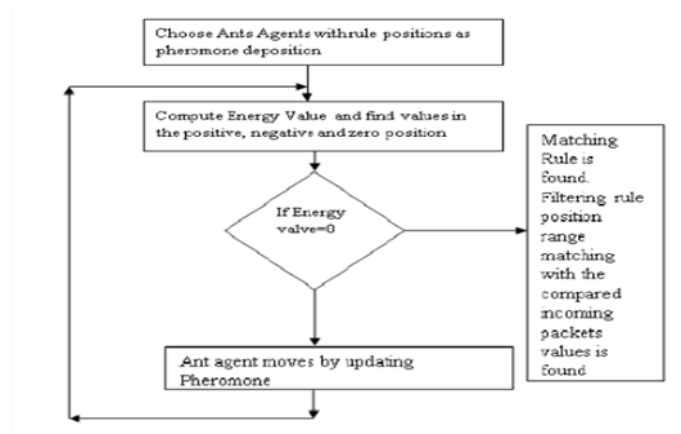 Choose Ants Agents withrule positions as
pheromone deposition
Compute Energy Value and find values in
the positive, negative and zero position
If Energy
valve=0
Matching
Rule is
found.
Filtering rule
position
range
matching
with the
compared
incoming
packets
values is
found
Ant agent moves by updating
Pheromone